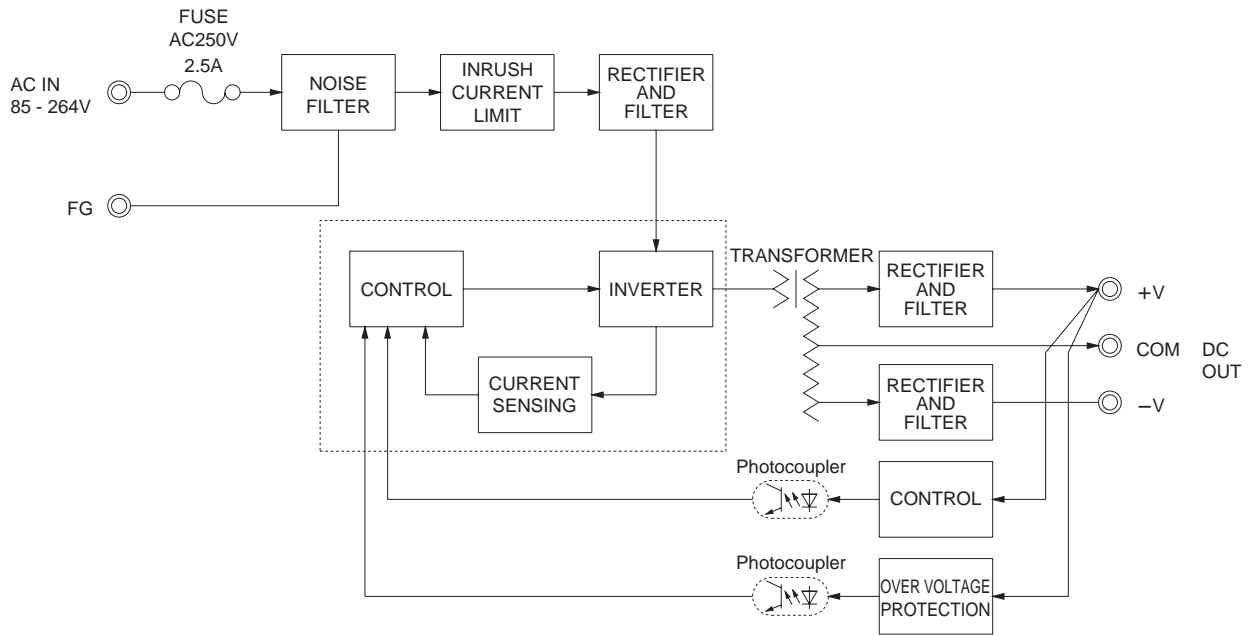 FUSE
AC250V
2.5A
AC IN
85 - 264V
NOISE
FILTER
INRUSH
CURRENT
LIMIT
RECTIFIER
AND
FILTER
FG
CONTROL
INVERTER
CURRENT
SENSING
TRANSFORMER
RECTIFIER
AND
FILTER
+V
COM
DC
OUT
RECTIFIER
AND
FILTER
−V
Photocoupler
CONTROL
Photocoupler
OVER VOLTAGE
PROTECTION